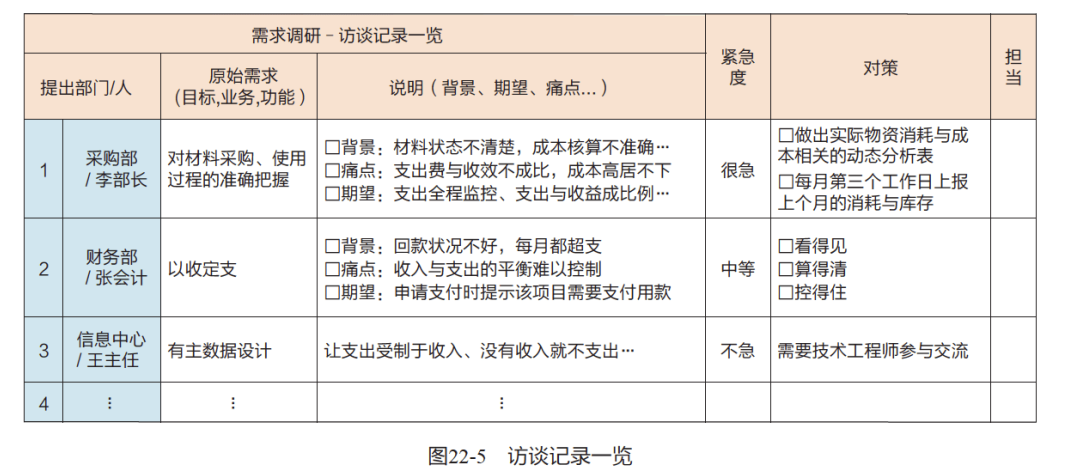 需求调研–访谈记录一览
紧急
度
对策
担
当
提出部门/人
原始需求
(目标,业务,功能)
说明(背景、期望、痛点…)
1
采购部
/李部长
对材料采购、使用
过程的准确把握
□背景：材料状态不清楚，成本核算不准确…
□痛点：支出费与收效不成比，成本高居不下
□期望：支出全程监控、支出与收益成比例…
很急
□做出实际物资消耗与成
本相关的动态分析表
□每月第三个工作日上报
上个月的消耗与库存
2
财务部
/张会计
以收定支
□背景：回款状况不好，每月都超支
□痛点：收入与支出的平衡难以控制
□期望：申请支付时提示该项目需要支付用款
中等
□看得见
□算得清
□控得住
3
信息中心
/王主任
有主数据设计
让支出受制于收入、没有收入就不支出…
不急
需要技术工程师参与交流
4
⋮
⋮
⋮
图22-5 访谈记录一览